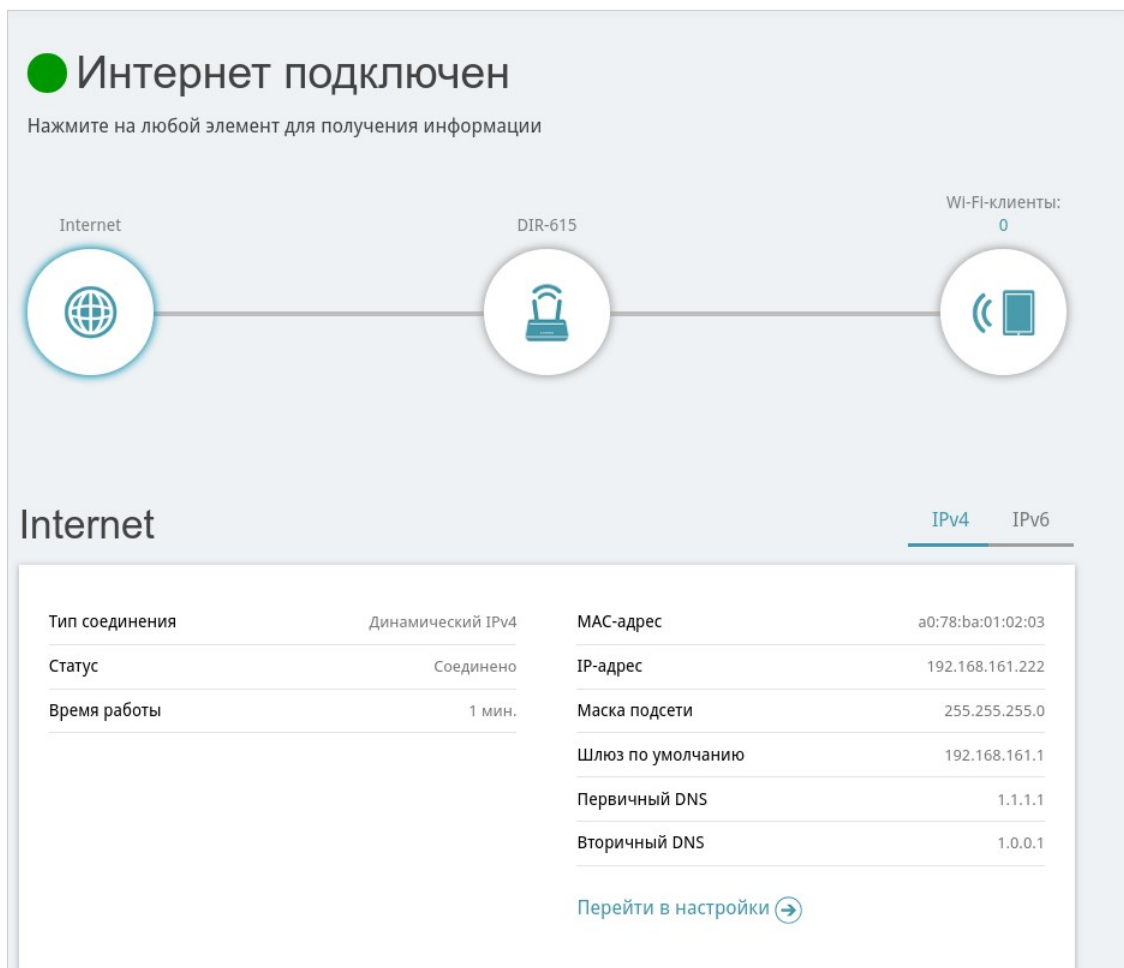 Интернет подключен
Нажмите на любой элемент для получения информации
Internet
DIR-615
Wi-Fi-клиенты:
0
Internet
IPv4 IPv6
Тип соединения Динамический IPv4
Статус Соединено
Время работы 1 мин.
MAC-адрес a0:78:ba:01:02:03
IP-адрес 192.168.161.222
Маска подсети 255.255.255.0
Шлюз по умолчанию 192.168.161.1
Первичный DNS 1.1.1.1
Вторичный DNS 1.0.0.1
Перейти в настройки